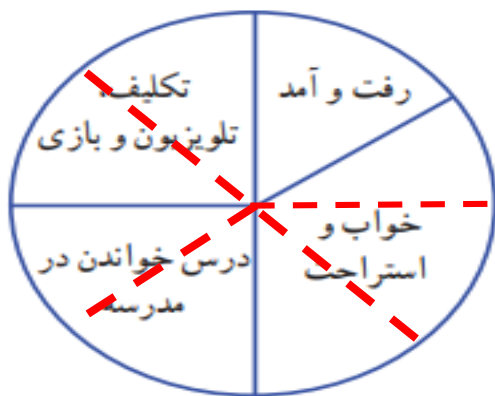 رفت و آمد
تکلیف،
تلویزیون و بازی
خواب و
استراحت
درس خواندن در
مدرسه